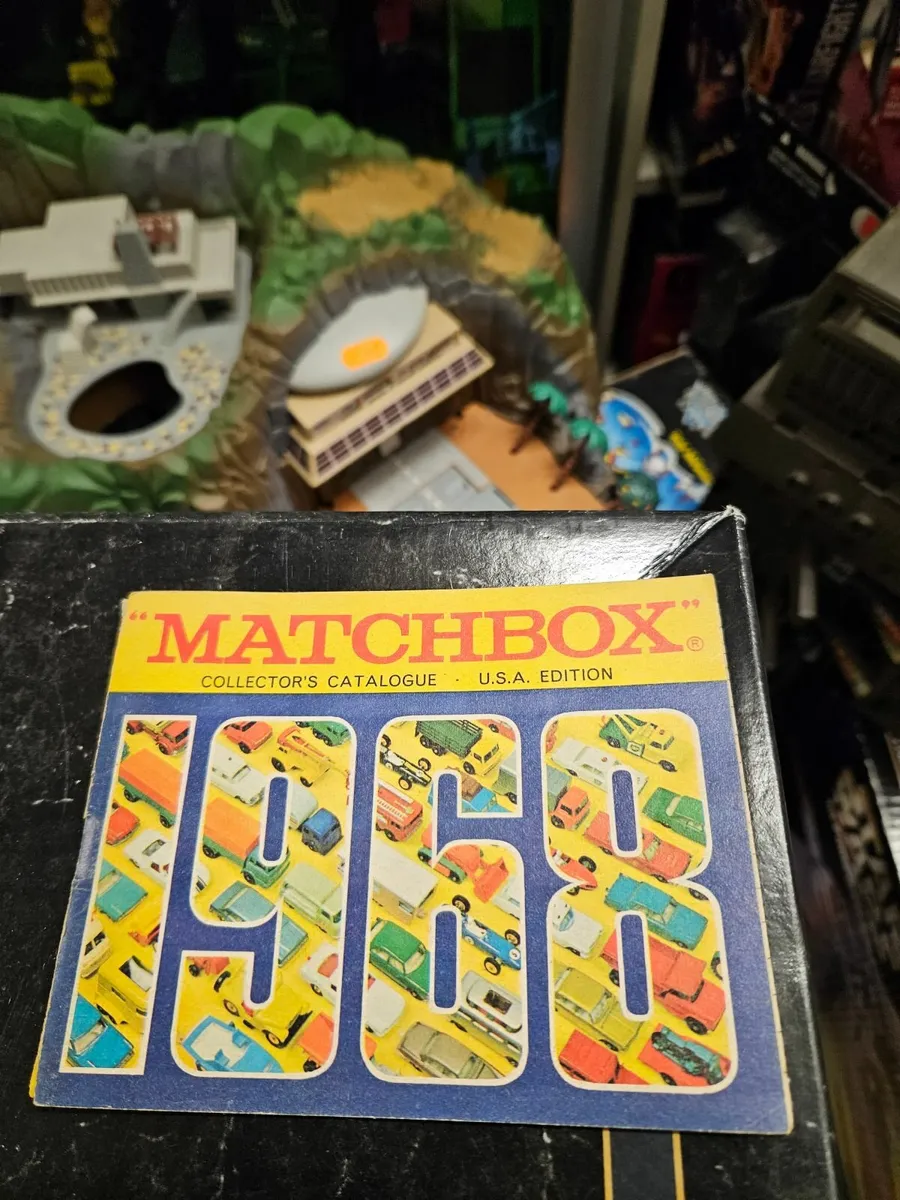 “MATCHBOX”®
COLLECTOR'S CATALOGUE · U.S.A. EDITION
1968